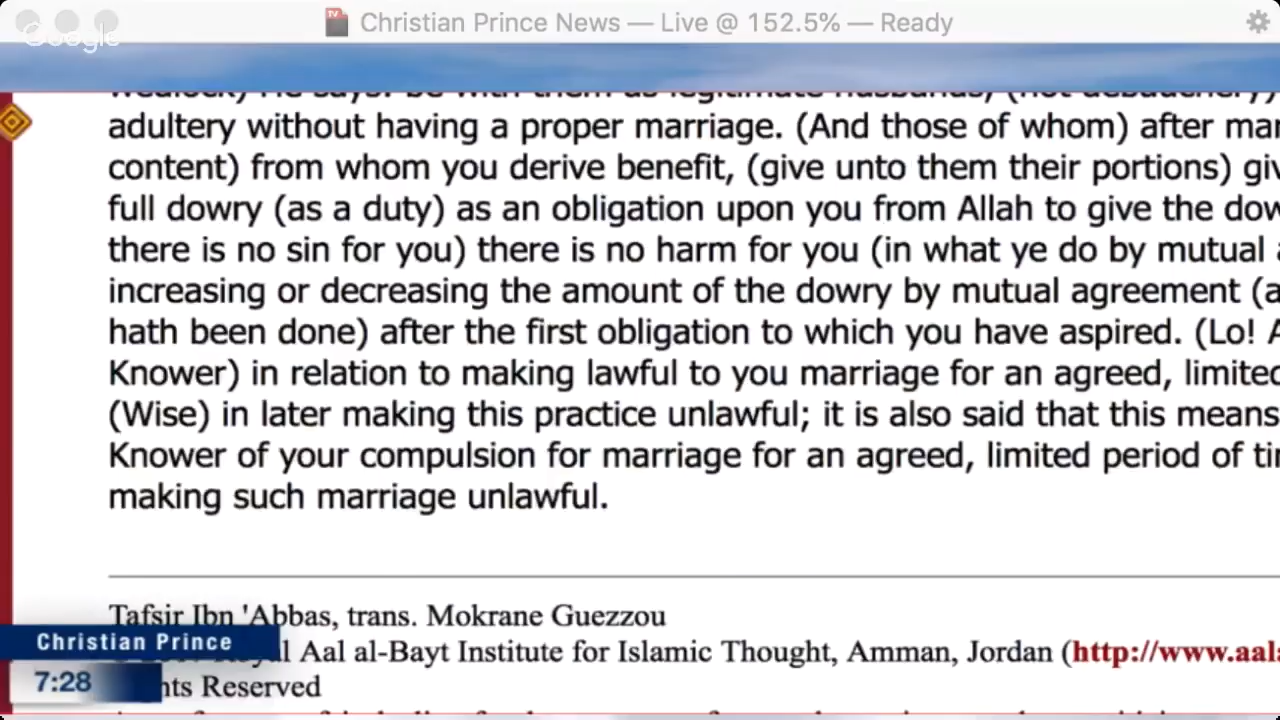 Christian Prince News — Live @ 152.5% — Ready
Google
adultery without having a proper marriage. (And those of whom) after
content) from whom you derive benefit, (give unto them their portions)
full dowry (as a duty) as an obligation upon you from Allah to give the
there is no sin for you) there is no harm for you (in what ye do by mutual
increasing or decreasing the amount of the dowry by mutual agreement
hath been done) after the first obligation to which you have aspired. (Lo!
Knower) in relation to making lawful to you marriage for an agreed, limited
(Wise) in later making this practice unlawful; it is also said that this means
Knower of your compulsion for marriage for an agreed, limited period of
making such marriage unlawful.
Tafsir Ibn 'Abbas, trans. Mokrane Guezzou
Aal al-Bayt Institute for Islamic Thought, Amman, Jordan (http://www.aal
Reserved
Christian Prince
7:28